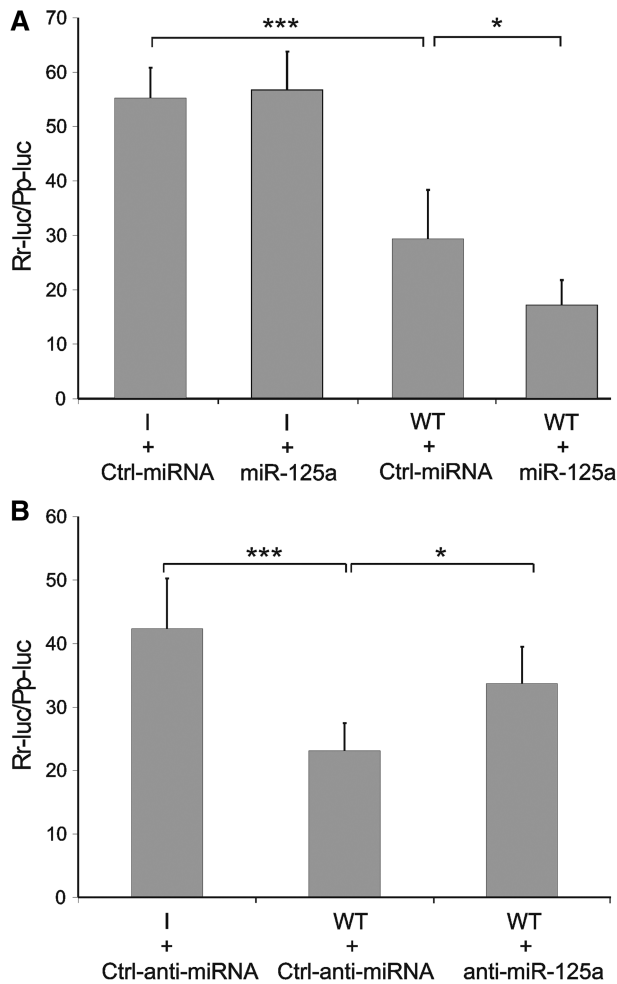 A
70
60
50
40
30
20
10
0
Rr-luc/Pp-luc
*** *
I I WT WT
+ + + +
Ctrl-miRNA miR-125a Ctrl-miRNA miR-125a
B
60
50
40
30
20
10
0
Rr-luc/Pp-luc
*** *
I WT WT
+ + +
Ctrl-anti-miRNA Ctrl-anti-miRNA anti-miR-125a